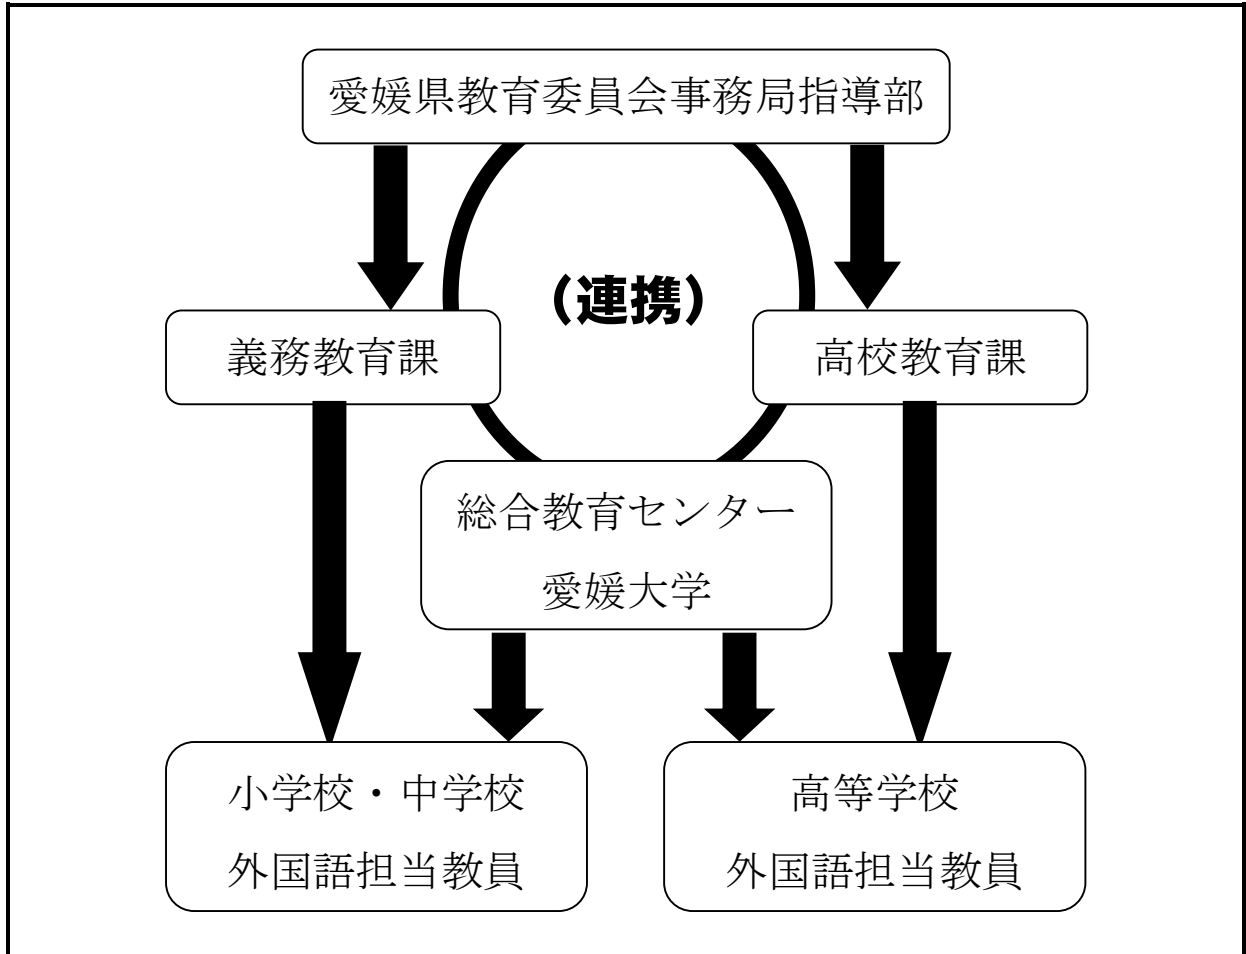 愛媛県教育委員会事務局指導部
（連携）
義務教育課
高校教育課
総合教育センター
愛媛大学
小学校・中学校
外国語担当教員
高等学校
外国語担当教員